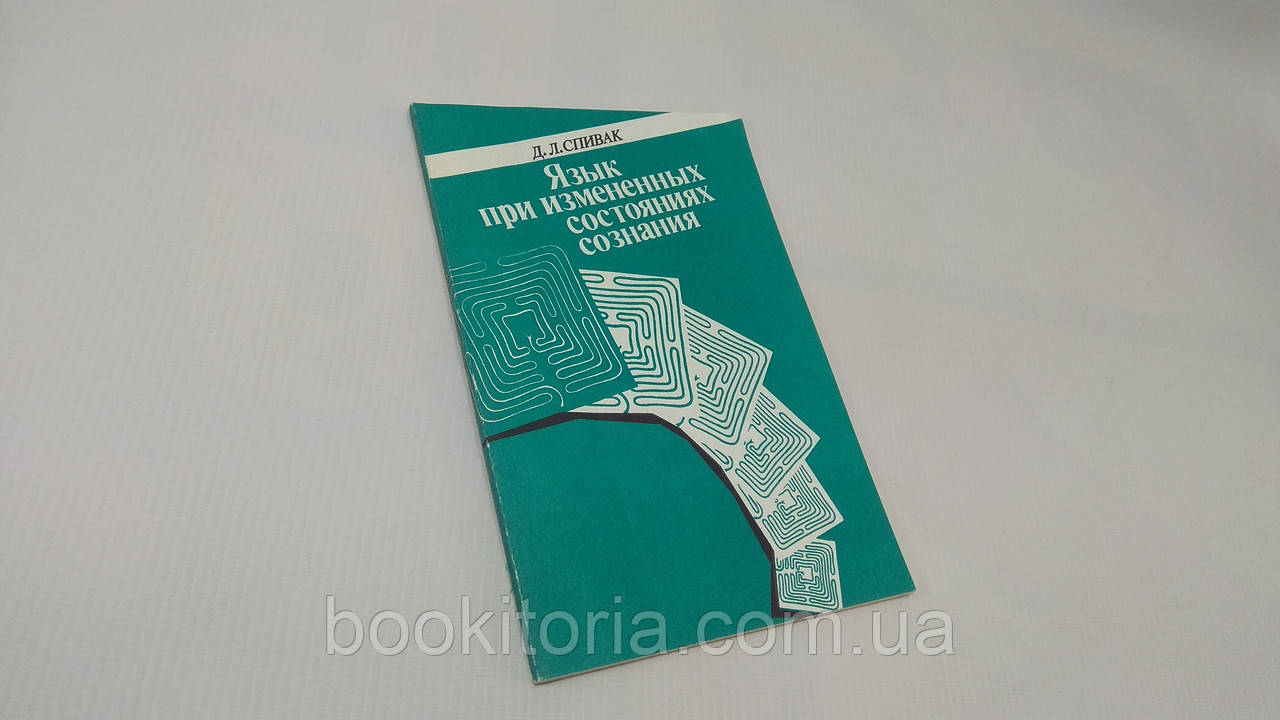 Д. Л. СПИВАК
Язык
при измененных
состояниях
сознания
bookitoria.com.ua